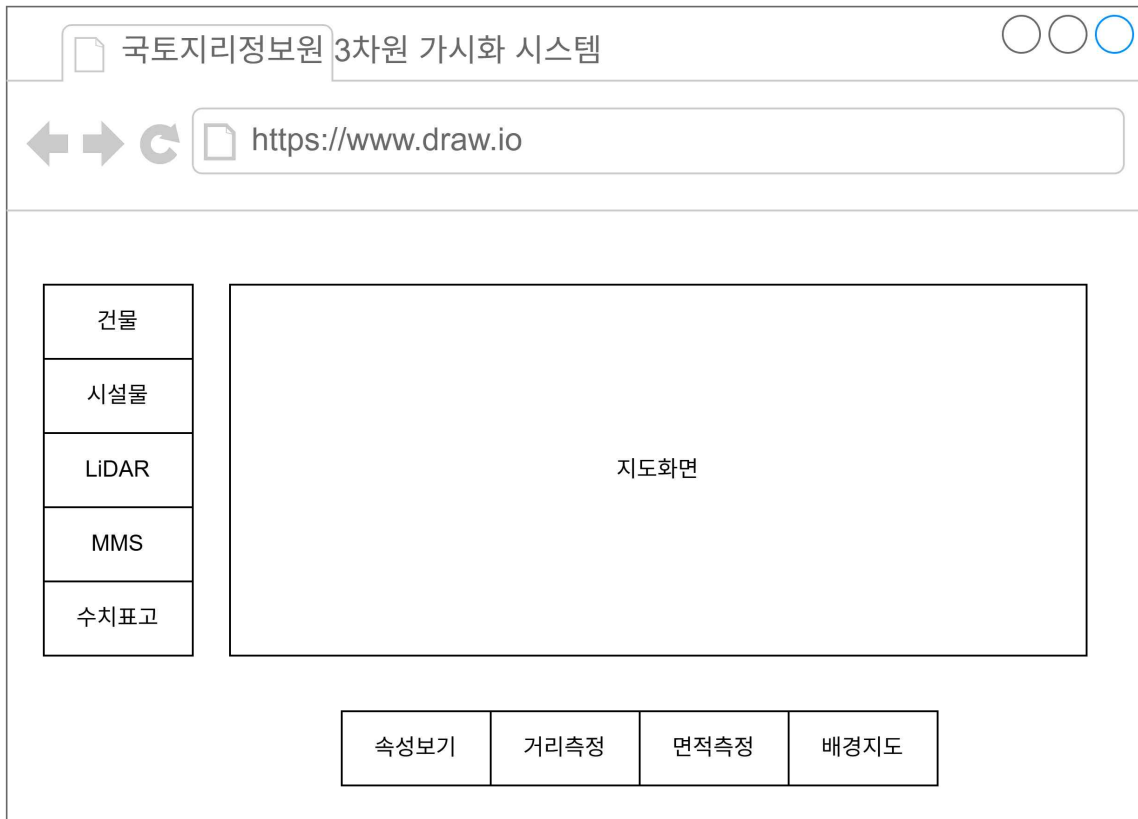 국토지리정보원 3차원 가시화 시스템
https://www.draw.io
건물
시설물
LiDAR
MMS
수치표고
지도화면
속성보기 거리측정 면적측정 배경지도